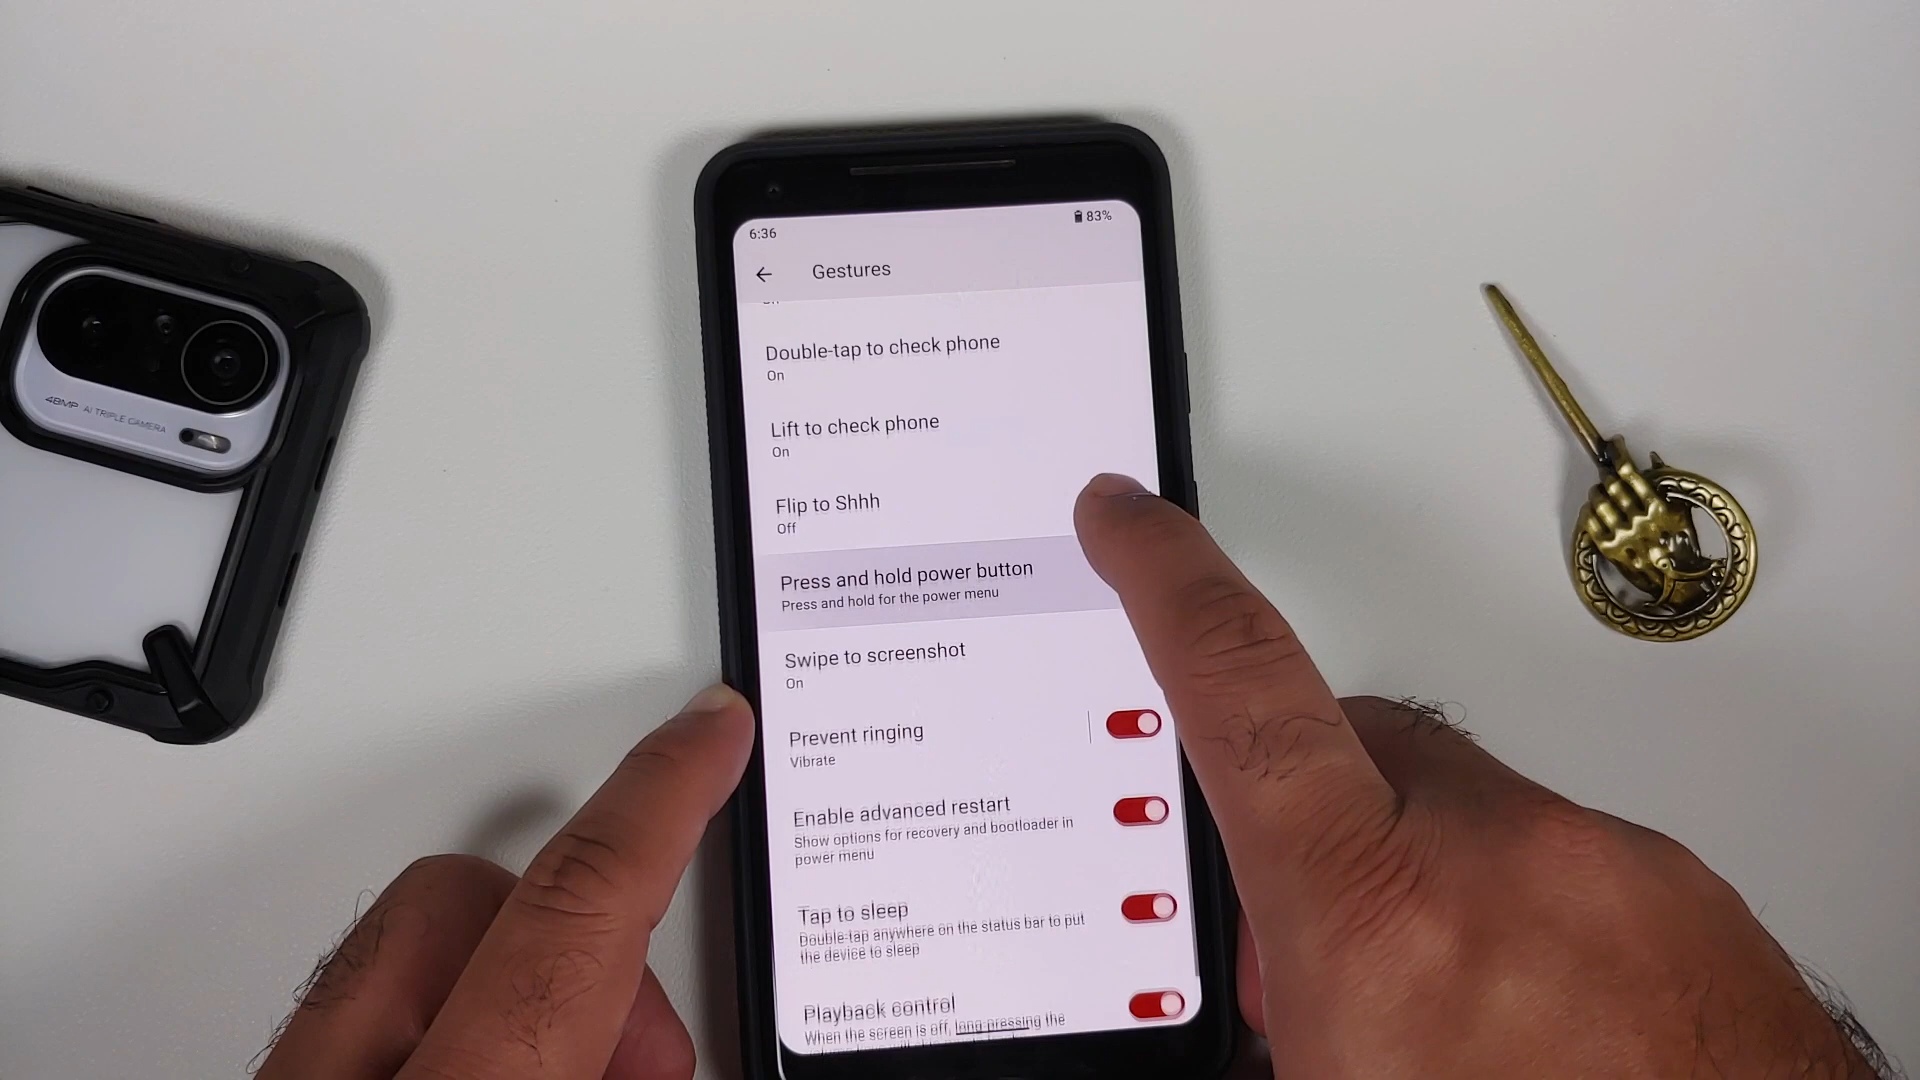 48MP AI TRIPLE CAMERA
6:36
83%
Gestures
Double-tap to check phone
On
Lift to check phone
On
Flip to Shhh
Off
Press and hold power button
Press and hold for the power menu
Swipe to screenshot
On
Prevent ringing
Vibrate
Enable advanced restart
Show options for recovery and bootloader in
power menu
Tap to sleep
Double-tap anywhere on the status bar to put
the device to sleep
Playback control
When the screen is off, long-pressing the